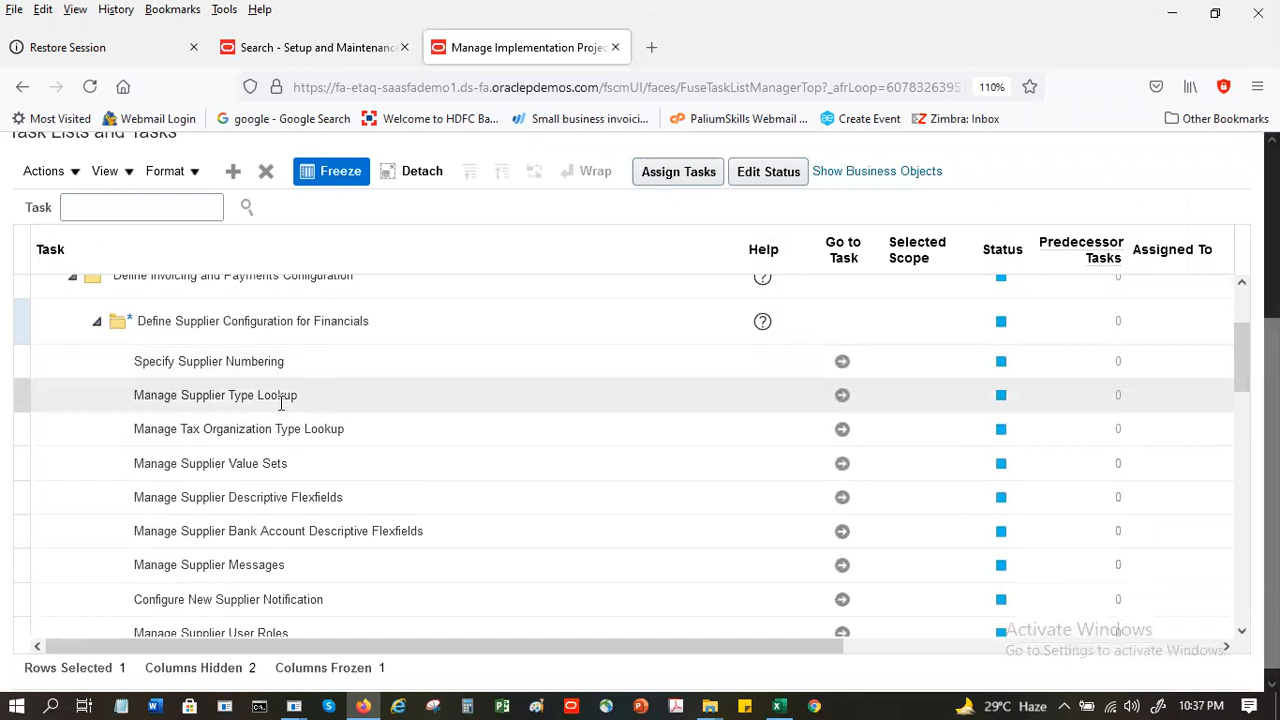 File Edit View History Bookmarks Tools Help
Restore Session
Search - Setup and Maintenance
Manage Implementation Projec
https://fa-etaq-saasfademo1.ds-fa.oraclodemos.com/fscmUI/faces/FuseTaskListManagerTop?_afrLoop=6078326395
110%
Most Visited Webmail Login google - Google Search Welcome to HDFC Ba... Small business invoici... PaliumSkills Webmail ... Create Event Zimbra: Inbox Other Bookmarks
Task Lists and Tasks
Actions View Format Freeze Detach Wrap Assign Tasks Edit Status Show Business Objects
Task
Task Help Go to Task Selected Scope Status Predecessor Tasks Assigned To
Define Invoicing and Payments Configuration 0
* Define Supplier Configuration for Financials 0
Specify Supplier Numbering 0
Manage Supplier Type Lookup 0
Manage Tax Organization Type Lookup 0
Manage Supplier Value Sets 0
Manage Supplier Descriptive Flexfields 0
Manage Supplier Bank Account Descriptive Flexfields 0
Manage Supplier Messages 0
Configure New Supplier Notification 0
Manage Supplier User Roles 0
Activate Windows
Go to Settings to activate Windows.
Rows Selected 1 Columns Hidden 2 Columns Frozen 1
29°C Haze 10:37 PM